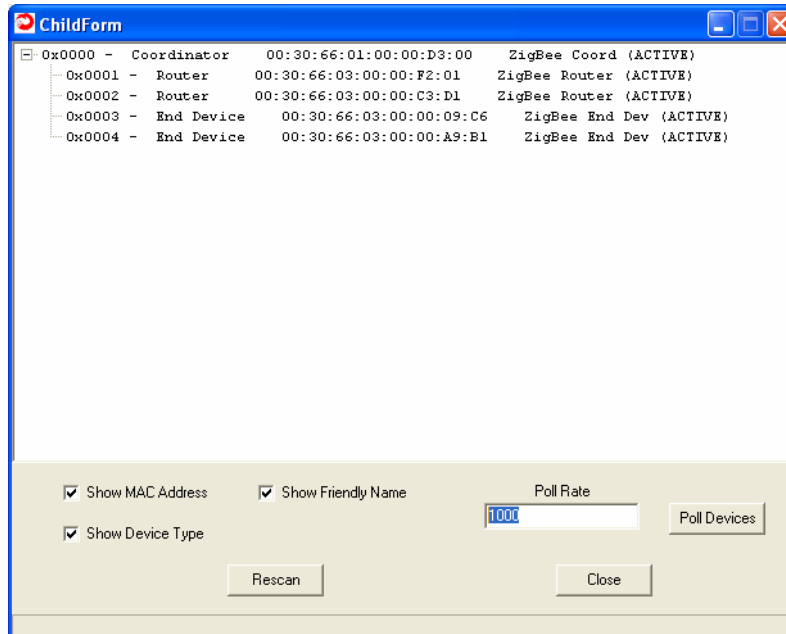 ChildForm
0x0000 - Coordinator 00:30:66:01:00:00:D3:00 ZigBee Coord (ACTIVE)
0x0001 - Router 00:30:66:03:00:00:F2:01 ZigBee Router (ACTIVE)
0x0002 - Router 00:30:66:03:00:00:C3:D1 ZigBee Router (ACTIVE)
0x0003 - End Device 00:30:66:03:00:00:09:C6 ZigBee End Dev (ACTIVE)
0x0004 - End Device 00:30:66:03:00:00:A9:B1 ZigBee End Dev (ACTIVE)
Show MAC Address Show Friendly Name Poll Rate
1000 Poll Devices
Show Device Type
Rescan Close